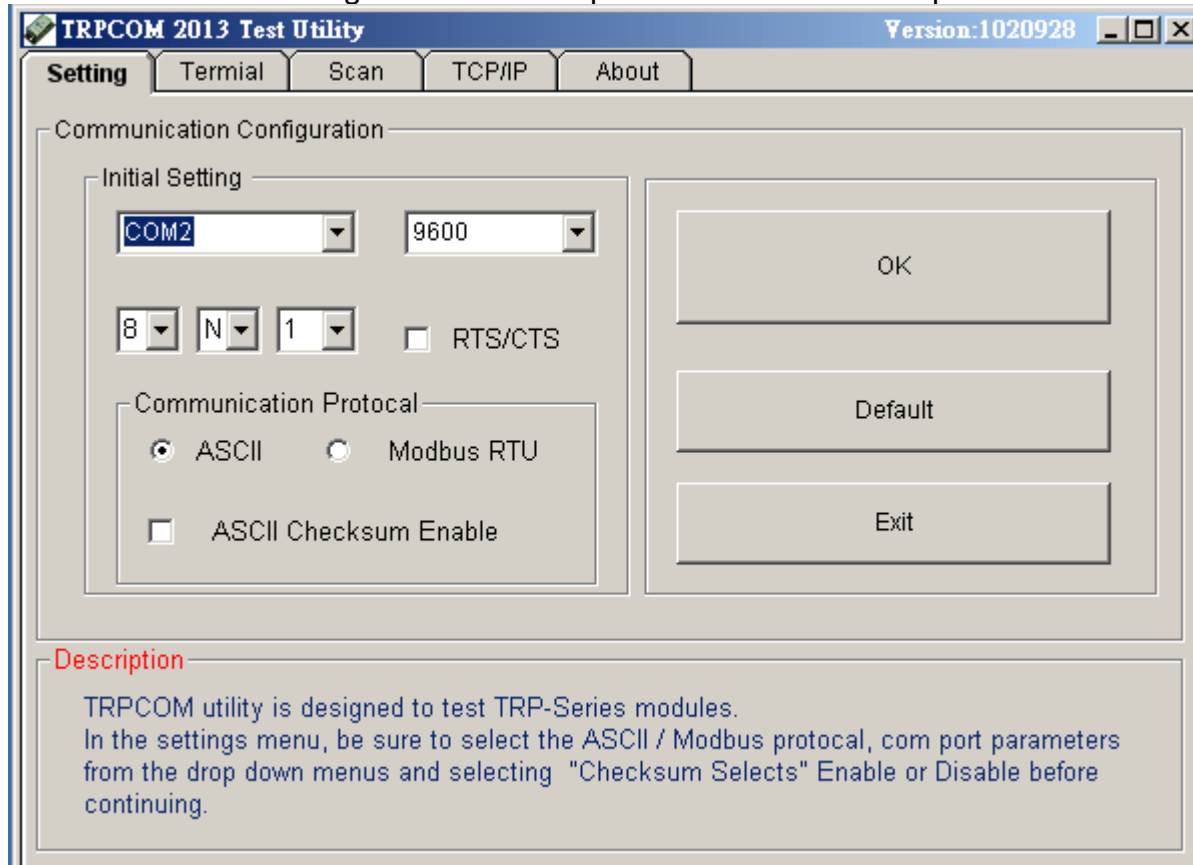 TRPCOM 2013 Test Utility Version:1020928
Setting Termial Scan TCP/IP About
Communication Configuration
Initial Setting
COM2 9600
OK
8 N 1 RTS/CTS
Communication Protocal
Default
ASCII Modbus RTU
ASCII Checksum Enable
Exit
Description
TRPCOM utility is designed to test TRP-Series modules.
In the settings menu, be sure to select the ASCII / Modbus protocal, com port parameters
from the drop down menus and selecting "Checksum Selects" Enable or Disable before
continuing.